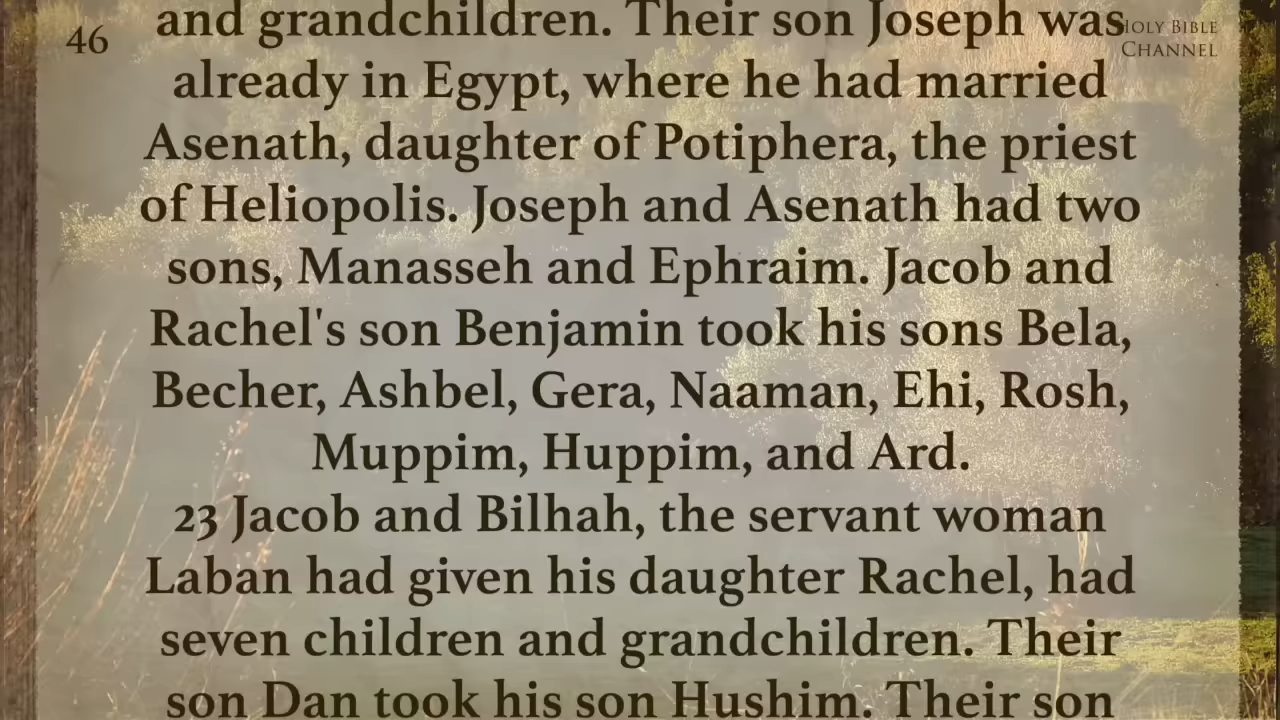 46
HOLY BIBLE
CHANNEL
and grandchildren. Their son Joseph was
already in Egypt, where he had married
Asenath, daughter of Potiphera, the priest
of Heliopolis. Joseph and Asenath had two
sons, Manasseh and Ephraim. Jacob and
Rachel's son Benjamin took his sons Bela,
Becher, Ashbel, Gera, Naaman, Ehi, Rosh,
Muppim, Huppim, and Ard.
23 Jacob and Bilhah, the servant woman
Laban had given his daughter Rachel, had
seven children and grandchildren. Their
son Dan took his son Hushim. Their son